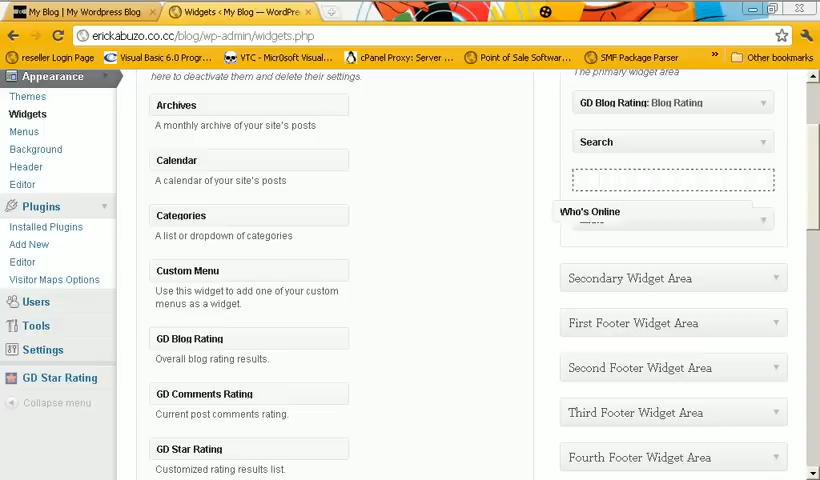 My Blog | My Wordpress Blog
Widgets < My Blog — WordPre
erickabuzo.co.cc/blog/wp-admin/widgets.php
reseller Login Page
Visual Basic 6.0 Progr...
VTC - Micr0soft Visual...
cPanel Proxy: Server ...
Point of Sale Software...
SMF Package Parser
»
Other bookmarks
Appearance
Themes
Widgets
Menus
Background
Header
Editor
Plugins
Installed Plugins
Add New
Editor
Visitor Maps Options
Users
Tools
Settings
GD Star Rating
Collapse menu
here to deactivate them and delete their settings.
Archives
A monthly archive of your site's posts
Calendar
A calendar of your site's posts
Categories
A list or dropdown of categories
Custom Menu
Use this widget to add one of your custom
menus as a widget.
GD Blog Rating
Overall blog rating results.
GD Comments Rating
Current post comments rating.
GD Star Rating
Customized rating results list.
The primary widget area
GD Blog Rating: Blog Rating
Search
Who's Online
Secondary Widget Area
First Footer Widget Area
Second Footer Widget Area
Third Footer Widget Area
Fourth Footer Widget Area